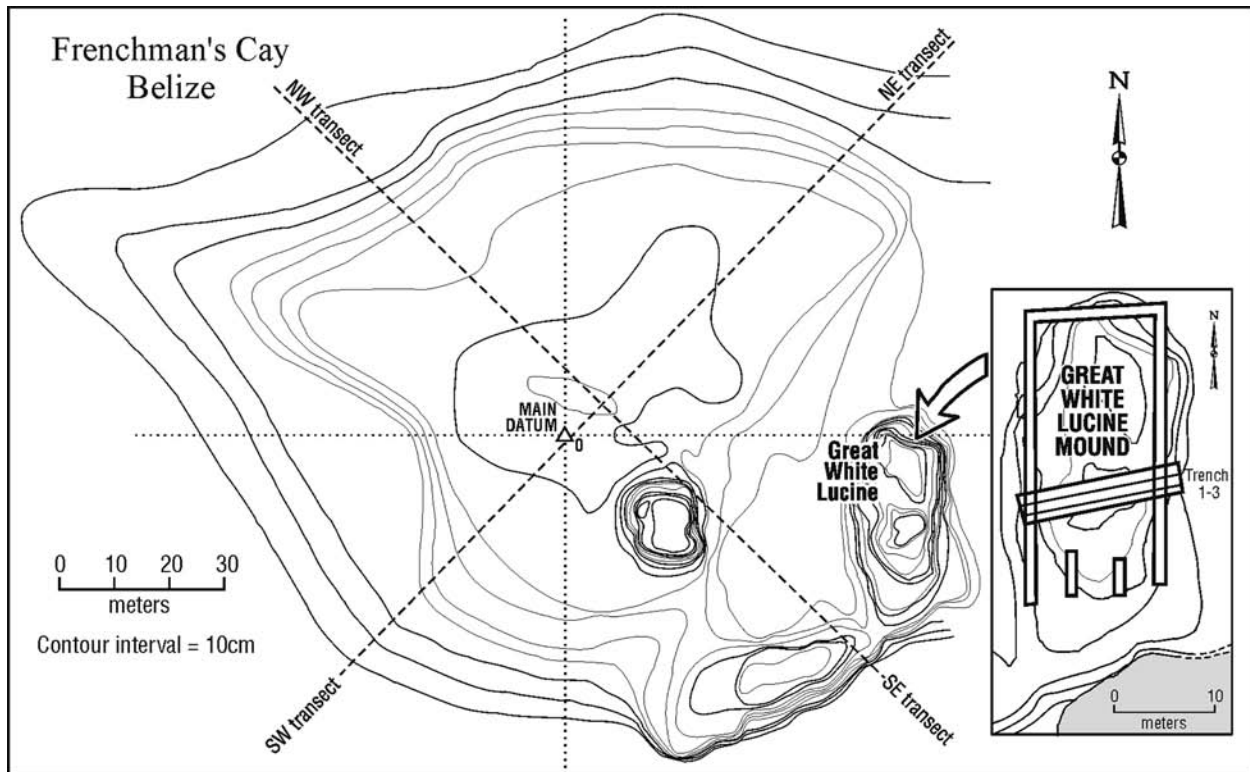 Frenchman's Cay
Belize
NW transect
NE transect
N
MAIN
DATUM
0
Great
White
Lucine
0 10 20 30
meters
Contour interval = 10cm
SW transect
SE transect
N
GREAT
WHITE
LUCINE
MOUND
Trench
1-3
0 10
meters